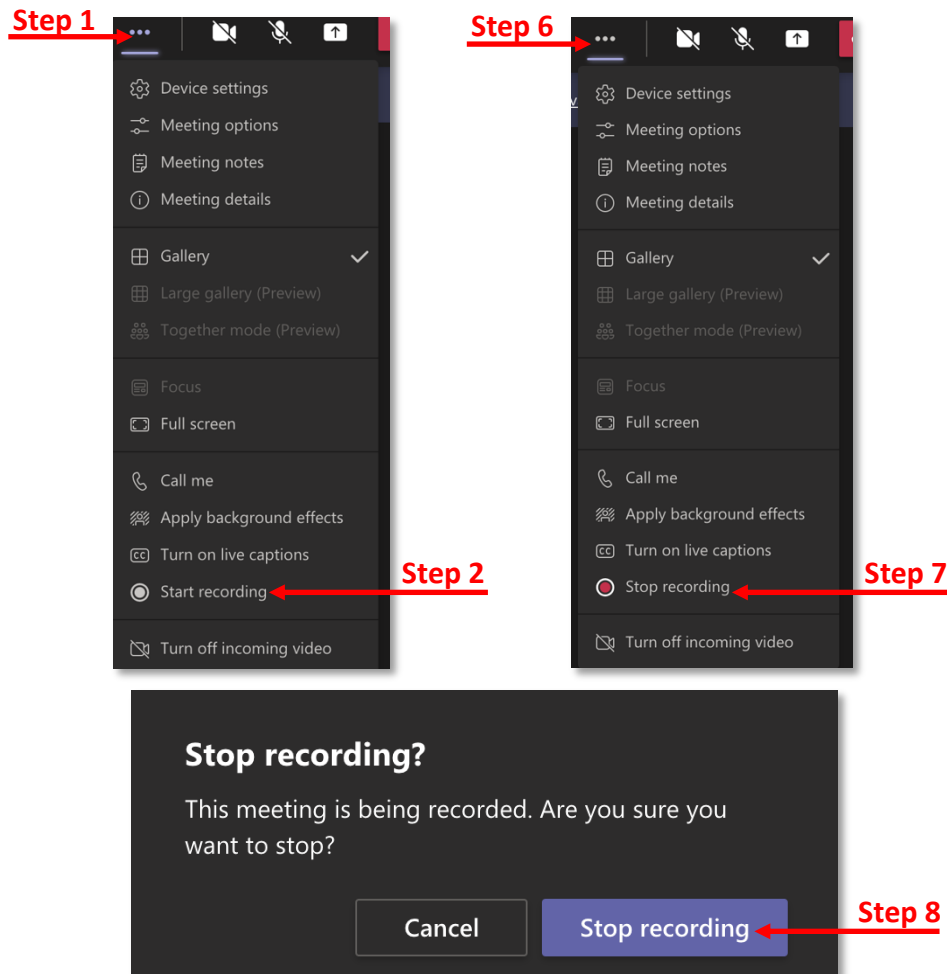 Step 1
Device settings
Meeting options
Meeting notes
Meeting details
Gallery
Large gallery (Preview)
Together mode (Preview)
Focus
Full screen
Call me
Apply background effects
CC Turn on live captions
Start recording
Step 2
Turn off incoming video
Step 6
v
Device settings
Meeting options
Meeting notes
Meeting details
Gallery
Large gallery (Preview)
Together mode (Preview)
Focus
Full screen
Call me
Apply background effects
CC Turn on live captions
Stop recording
Step 7
Turn off incoming video
Stop recording?
This meeting is being recorded. Are you sure you
want to stop?
Cancel
Stop recording
Step 8